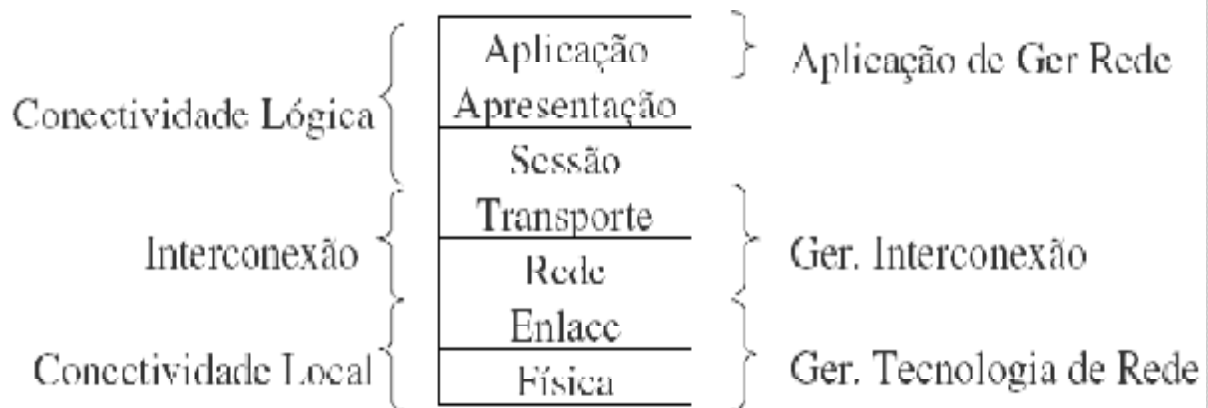 Aplicação
Aplicação de Ger Rede
Apresentação
Conectividade Lógica
Sessão
Transporte
Interconexão
Ger. Interconexão
Rede
Enlace
Conectividade Local
Física
Ger. Tecnologia de Rede